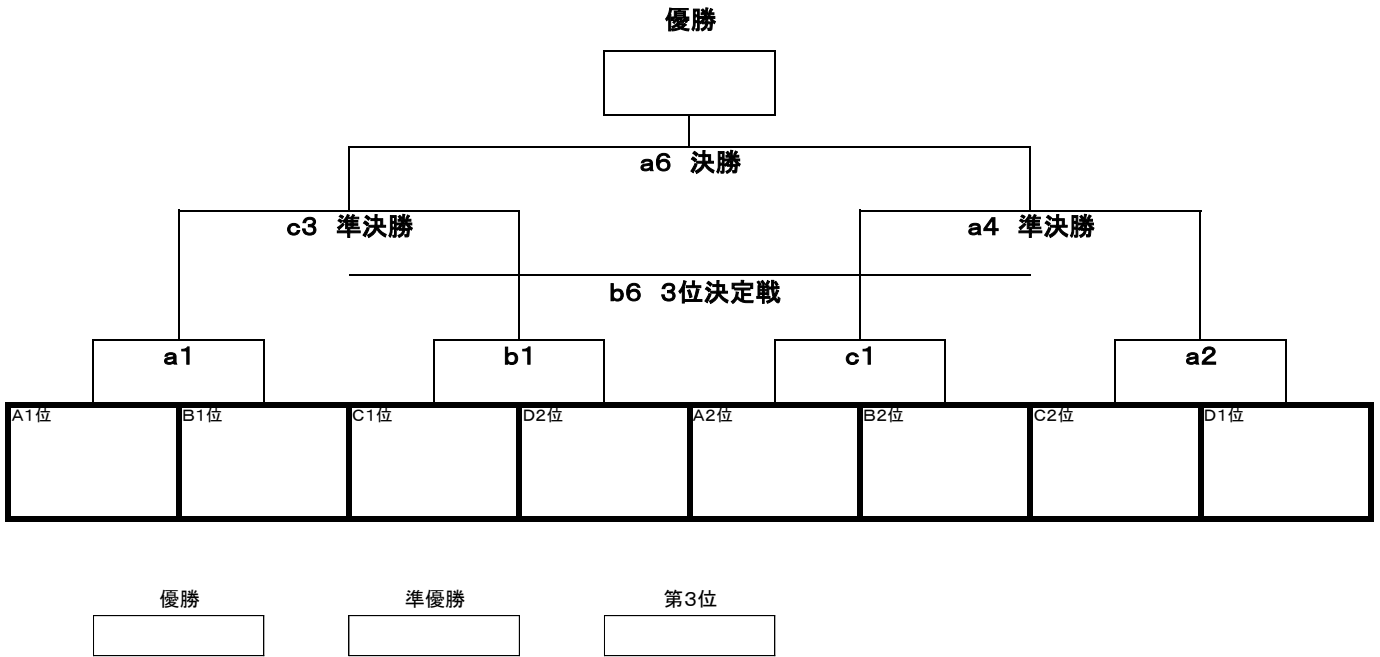 優勝
a6 決勝
c3 準決勝
a4 準決勝
b6 3位決定戦
a1
b1
c1
a2
A1位
B1位
C1位
D2位
A2位
B2位
C2位
D1位
優勝
準優勝
第3位